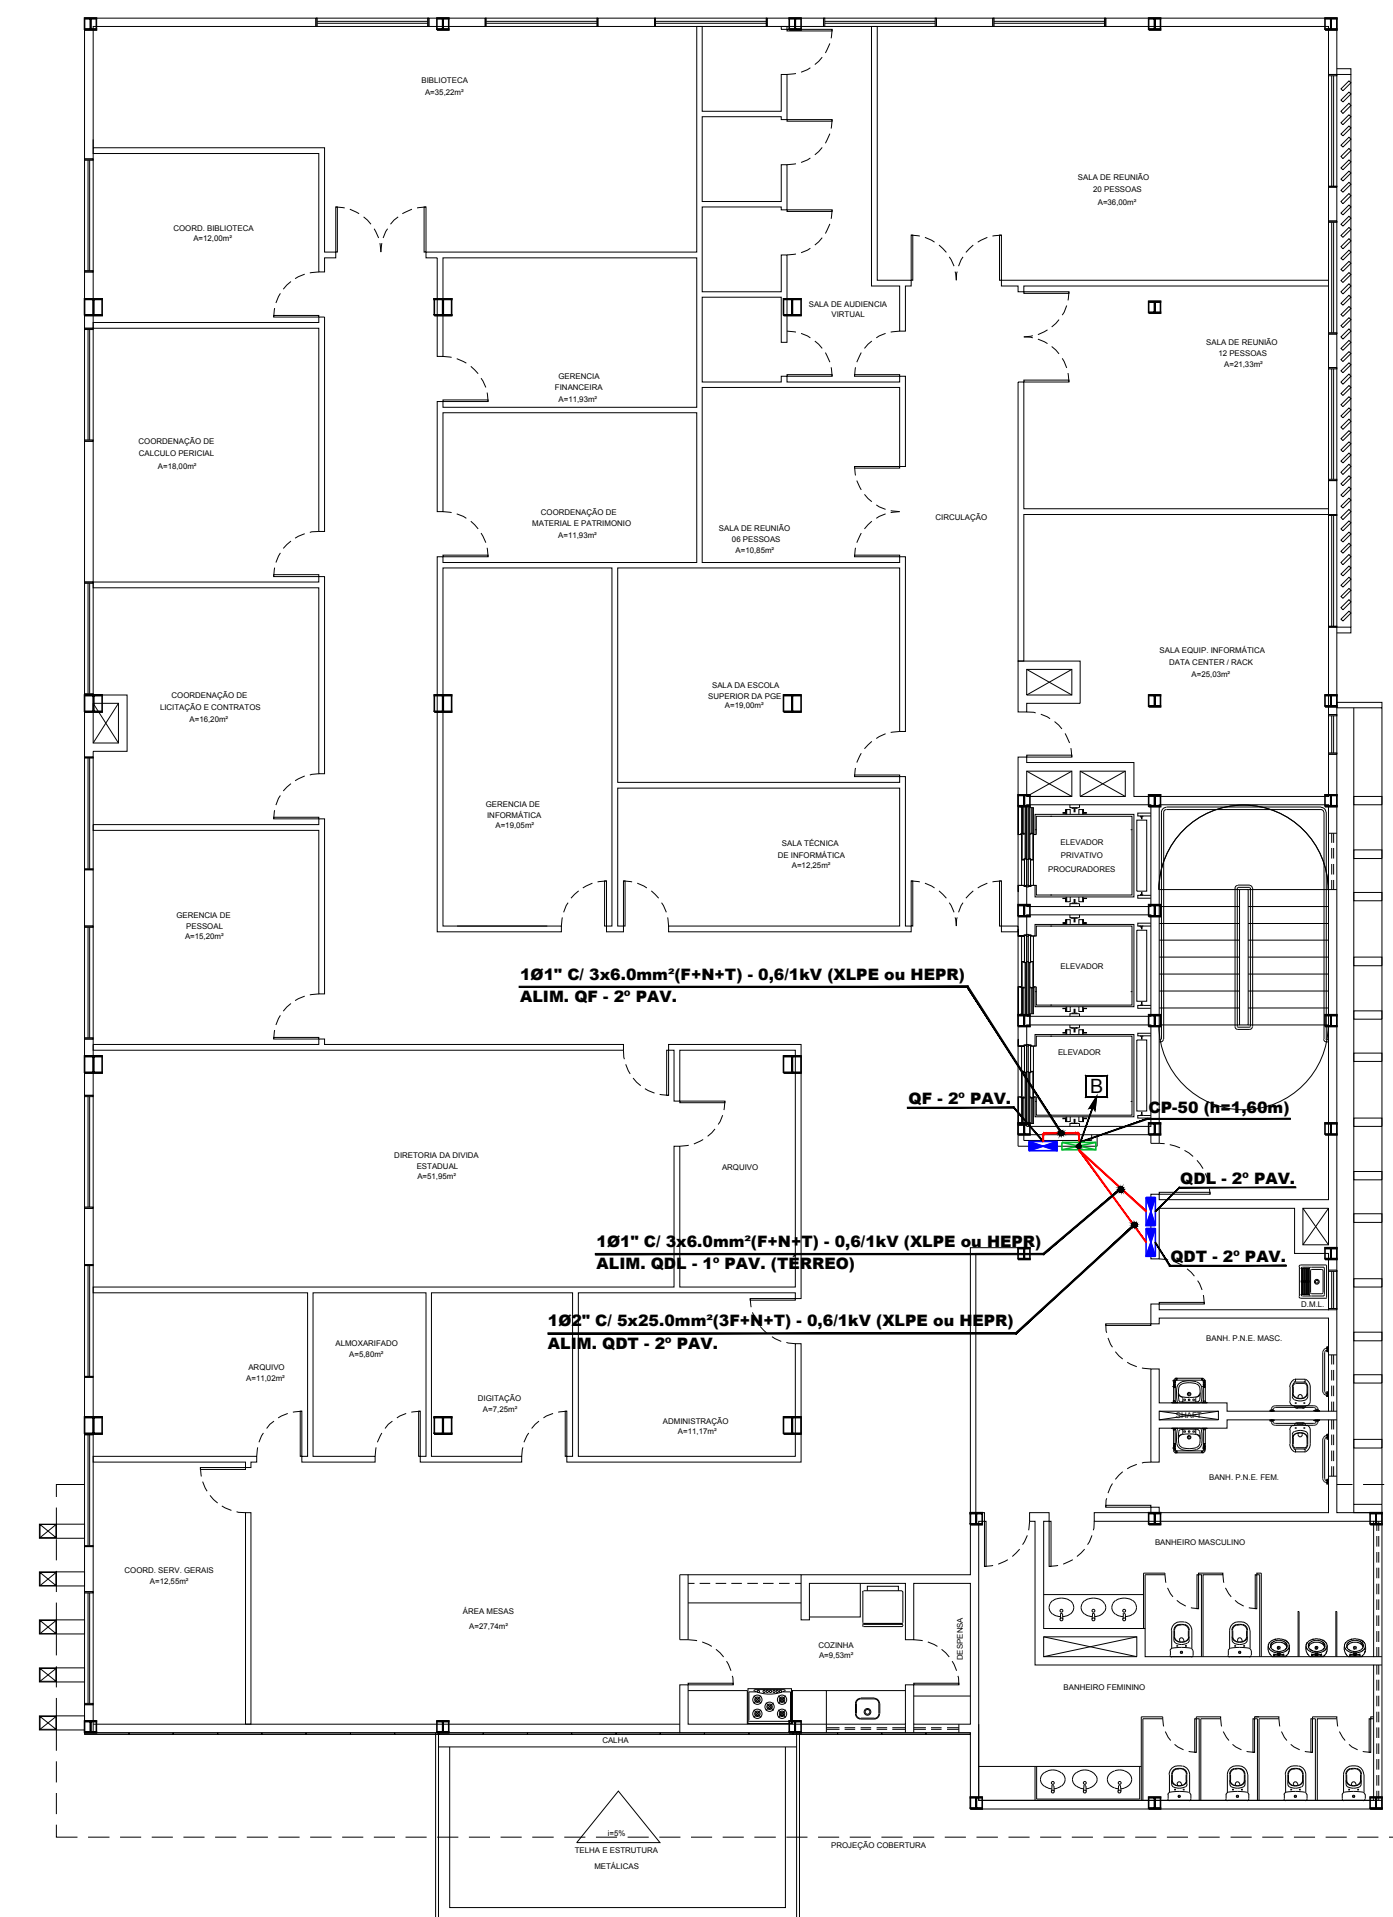 BIBLIOTECA
A=35,22m²
SALA DE REUNIÃO
20 PESSOAS
A=36,00m²
COORD. BIBLIOTECA
A=12,00m²
SALA DE AUDIENCIA
VIRTUAL
SALA DE REUNIÃO
12 PESSOAS
A=21,33m²
GERENCIA
FINANCEIRA
A=11,93m²
COORDENAÇÃO DE
CALCULO PERICIAL
A=18,00m²
COORDENAÇÃO DE
MATERIAL E PATRIMONIO
A=11,93m²
SALA DE REUNIÃO
06 PESSOAS
A=10,85m²
CIRCULAÇÃO
SALA EQUIP. INFORMÁTICA
DATA CENTER / RACK
A=25,03m²
COORDENAÇÃO DE
LICITAÇÃO E CONTRATOS
A=16,20m²
SALA DA ESCOLA
SUPERIOR DA PGE
A=19,00m²
GERENCIA DE
INFORMÁTICA
A=19,05m²
SALA TÉCNICA
DE INFORMÁTICA
A=12,25m²
ELEVADOR
PRIVATIVO
PROCURADORES
GERENCIA DE
PESSOAL
A=15,20m²
ELEVADOR
1Ø1" C/ 3x6.0mm²(F+N+T) - 0,6/1kV (XLPE ou HEPR)
ALIM. QF - 2º PAV.
ELEVADOR
B
QF - 2º PAV.
CP-50 (h=1,60m)
DIRETORIA DA DIVIDA
ESTADUAL
A=51,95m²
ARQUIVO
QDL - 2º PAV.
1Ø1" C/ 3x6.0mm²(F+N+T) - 0,6/1kV (XLPE ou HEPR)
ALIM. QDL - 1º PAV. (TÉRREO)
QDT - 2º PAV.
D.M.L.
1Ø2" C/ 5x25.0mm²(3F+N+T) - 0,6/1kV (XLPE ou HEPR)
ALIM. QDT - 2º PAV.
BANH. P.N.E. MASC.
ALMOXARIFADO
A=5,80m²
ARQUIVO
A=11,02m²
DIGITAÇÃO
A=7,25m²
ADMINISTRAÇÃO
A=11,17m²
SHAFT
BANH. P.N.E. FEM.
BANHEIRO MASCULINO
COORD. SERV. GERAIS
A=12,55m²
ÁREA MESAS
A=27,74m²
COZINHA
A=9,53m²
DESPENSA
BANHEIRO FEMININO
CALHA
i=5%
TELHA E ESTRUTURA
METÁLICAS
PROJEÇÃO COBERTURA